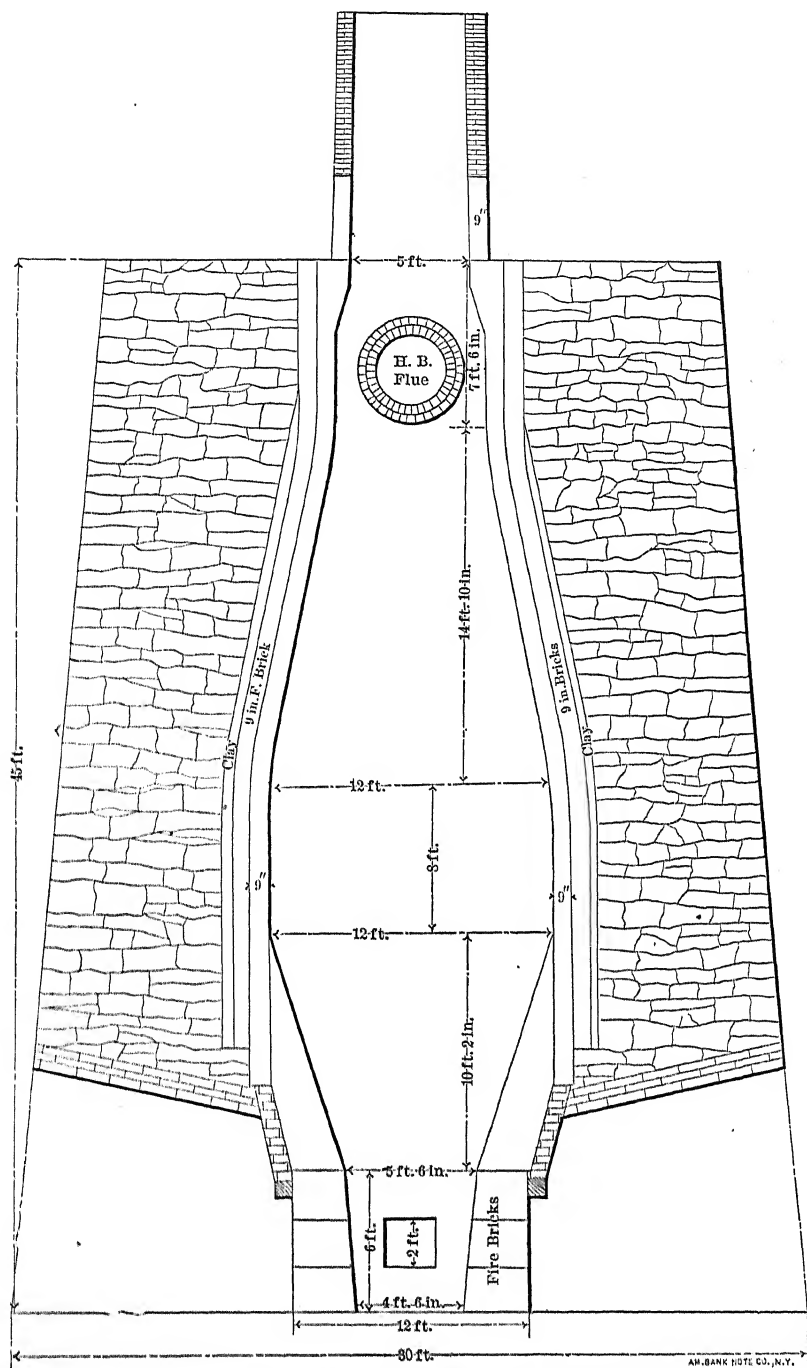 9"
5 ft.
H. B.
Flue
7 ft. 6 in.
14 ft. 10 in.
9 in. F. Brick
9 in. Bricks
Clay
Clay
45 ft.
12 ft.
8 ft.
9"
9"
12 ft.
10 ft. 2 in.
5 ft. 6 in.
6 ft.
2 ft.
Fire Bricks
4 ft. 6 in.
12 ft.
30 ft.
AM. BANK NOTE CO., N.Y.